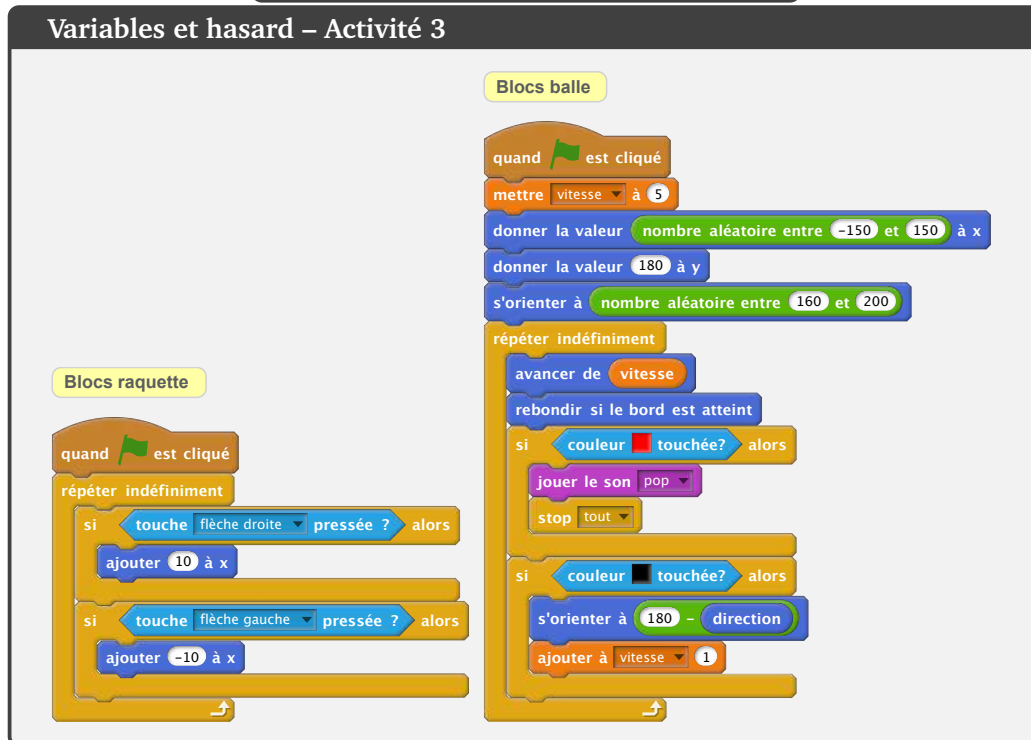 Variables et hasard – Activité 3
Blocs raquette
quand est cliqué
répéter indéfiniment
si touche flèche droite pressée ? alors
ajouter 10 à x
si touche flèche gauche pressée ? alors
ajouter -10 à x
Blocs balle
quand est cliqué
mettre vitesse à 5
donner la valeur nombre aléatoire entre -150 et 150 à x
donner la valeur 180 à y
s'orienter à nombre aléatoire entre 160 et 200
répéter indéfiniment
avancer de vitesse
rebondir si le bord est atteint
si couleur touchée? alors
jouer le son pop
stop tout
si couleur touchée? alors
s'orienter à 180 - direction
ajouter à vitesse 1